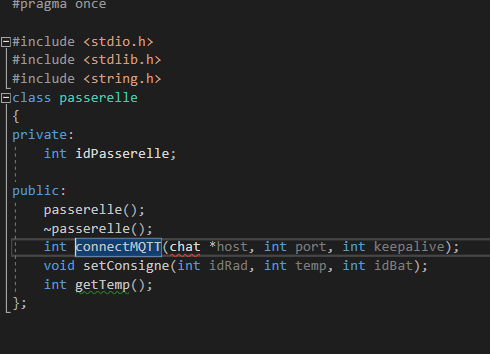 #pragma once
#include <stdio.h>
#include <stdlib.h>
#include <string.h>
class passerelle
{
private:
int idPasserelle;
public:
passerelle();
~passerelle();
int connectMQTT(chat *host, int port, int keepalive);
void setConsigne(int idRad, int temp, int idBat);
int getTemp();
};